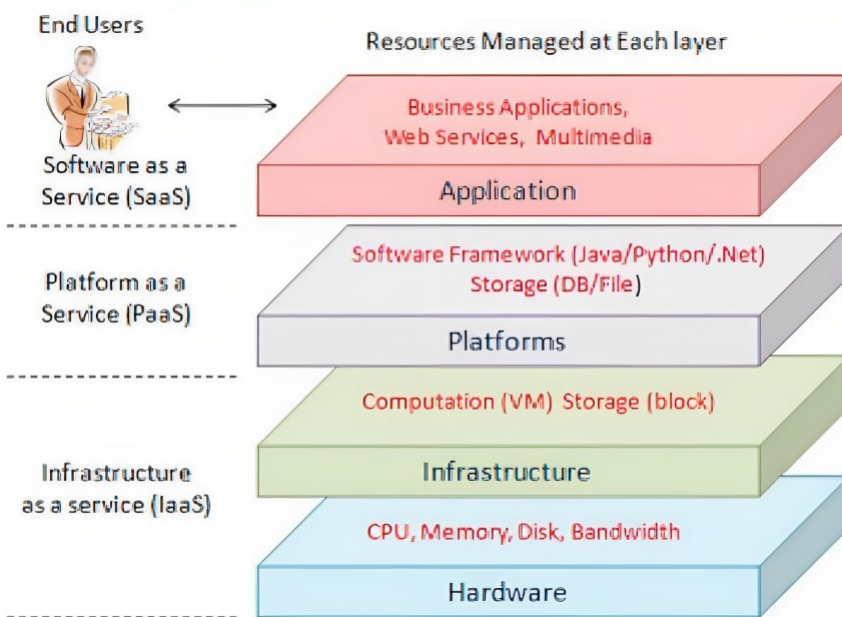 End Users
Resources Managed at Each layer
Business Applications,
Web Services, Multimedia
Application
Software as a
Service (SaaS)
Software Framework (Java/Python/.Net)
Storage (DB/File)
Platforms
Platform as a
Service (PaaS)
Computation (VM) Storage (block)
Infrastructure
Infrastructure
as a service (IaaS)
CPU, Memory, Disk, Bandwidth
Hardware